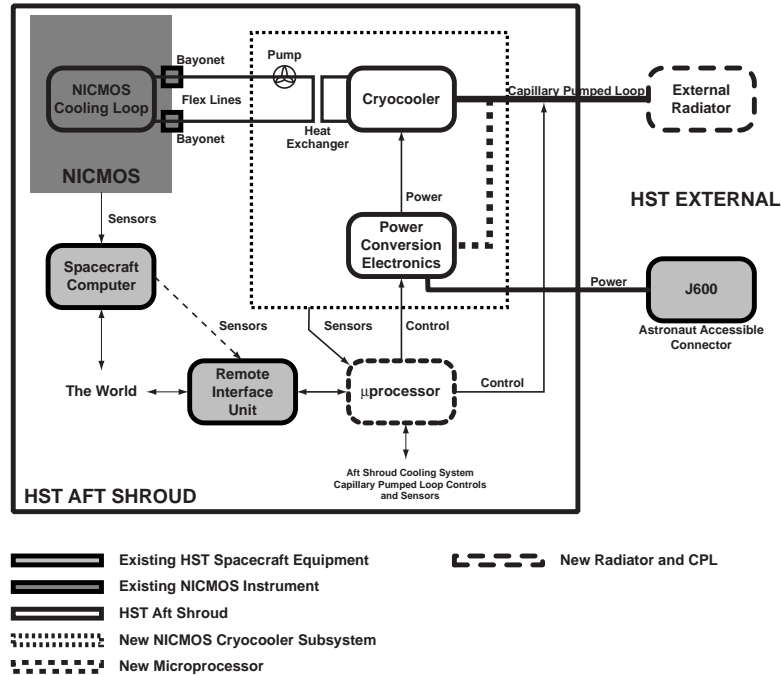 Bayonet
Pump
NICMOS
Cooling Loop
Flex Lines
Cryocooler
Capillary Pumped Loop
External
Radiator
Bayonet
Heat
Exchanger
NICMOS
HST EXTERNAL
Sensors
Power
Power
Conversion
Electronics
Spacecraft
Computer
Power
J600
Astronaut Accessible
Connector
Sensors
Sensors
Control
The World
Remote
Interface
Unit
μprocessor
Control
Aft Shroud Cooling System
Capillary Pumped Loop Controls
and Sensors
HST AFT SHROUD
Existing HST Spacecraft Equipment
New Radiator and CPL
Existing NICMOS Instrument
HST Aft Shroud
New NICMOS Cryocooler Subsystem
New Microprocessor